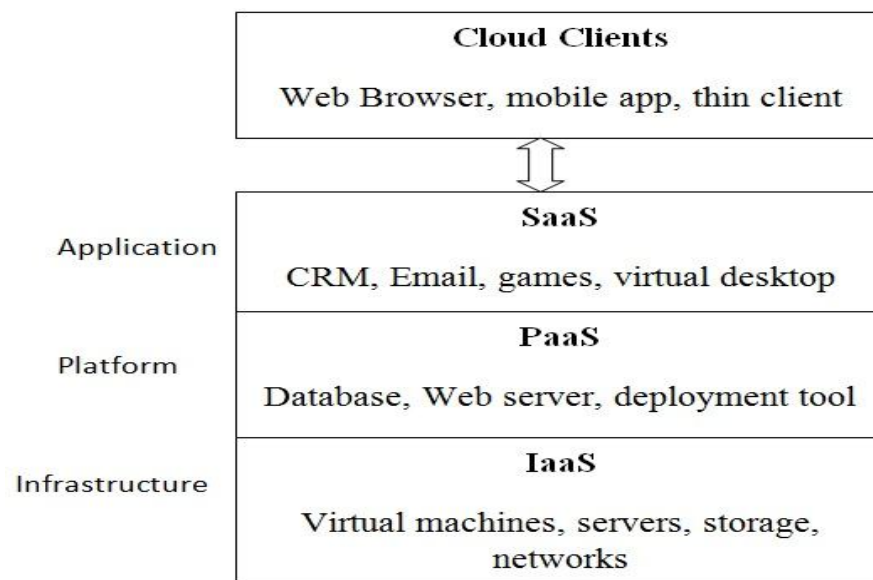 Cloud Clients
Web Browser, mobile app, thin client
Application
SaaS
CRM, Email, games, virtual desktop
Platform
PaaS
Database, Web server, deployment tool
Infrastructure
IaaS
Virtual machines, servers, storage,
networks